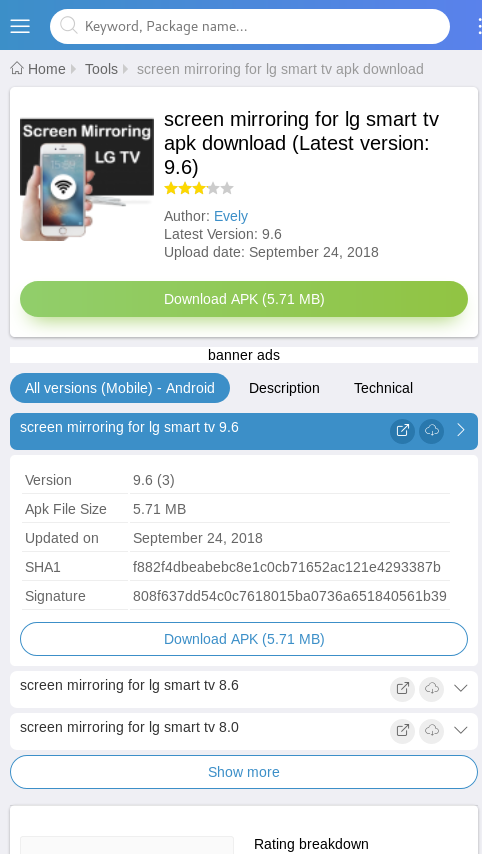 Keyword, Package name...
Home Tools screen mirroring for lg smart tv apk download
Screen Mirroring
LG TV
screen mirroring for lg smart tv
apk download (Latest version:
9.6)
Author: Evely
Latest Version: 9.6
Upload date: September 24, 2018
Download APK (5.71 MB)
banner ads
All versions (Mobile) - Android Description Technical
screen mirroring for lg smart tv 9.6
Version 9.6 (3)
Apk File Size 5.71 MB
Updated on September 24, 2018
SHA1 f882f4dbeabebc8e1c0cb71652ac121e4293387b
Signature 808f637dd54c0c7618015ba0736a651840561b39
Download APK (5.71 MB)
screen mirroring for lg smart tv 8.6
screen mirroring for lg smart tv 8.0
Show more
Rating breakdown